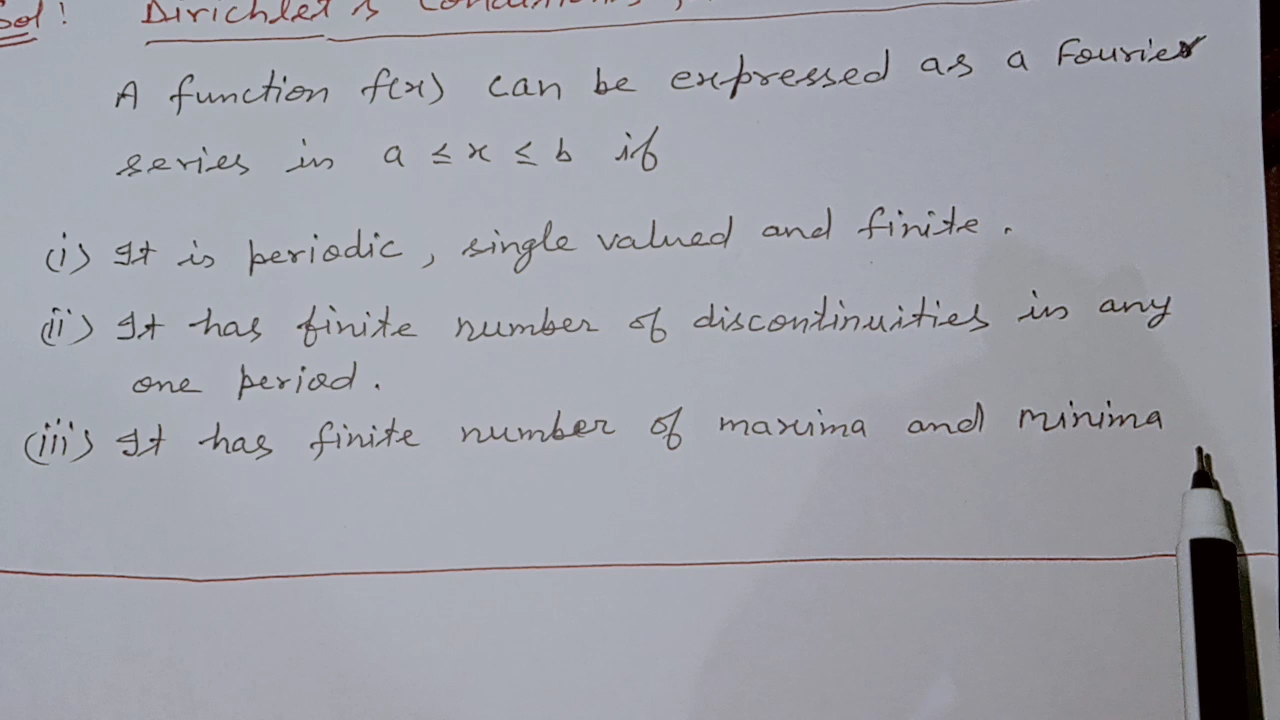 Sol! Dirichlet's Conditions,
A function f(x) can be expressed as a Fourier
series in a ≤ x ≤ b if
(i) It is periodic, single valued and finite.
(ii) It has finite number of discontinuities in any
one period.
(iii) It has finite number of maxima and minima